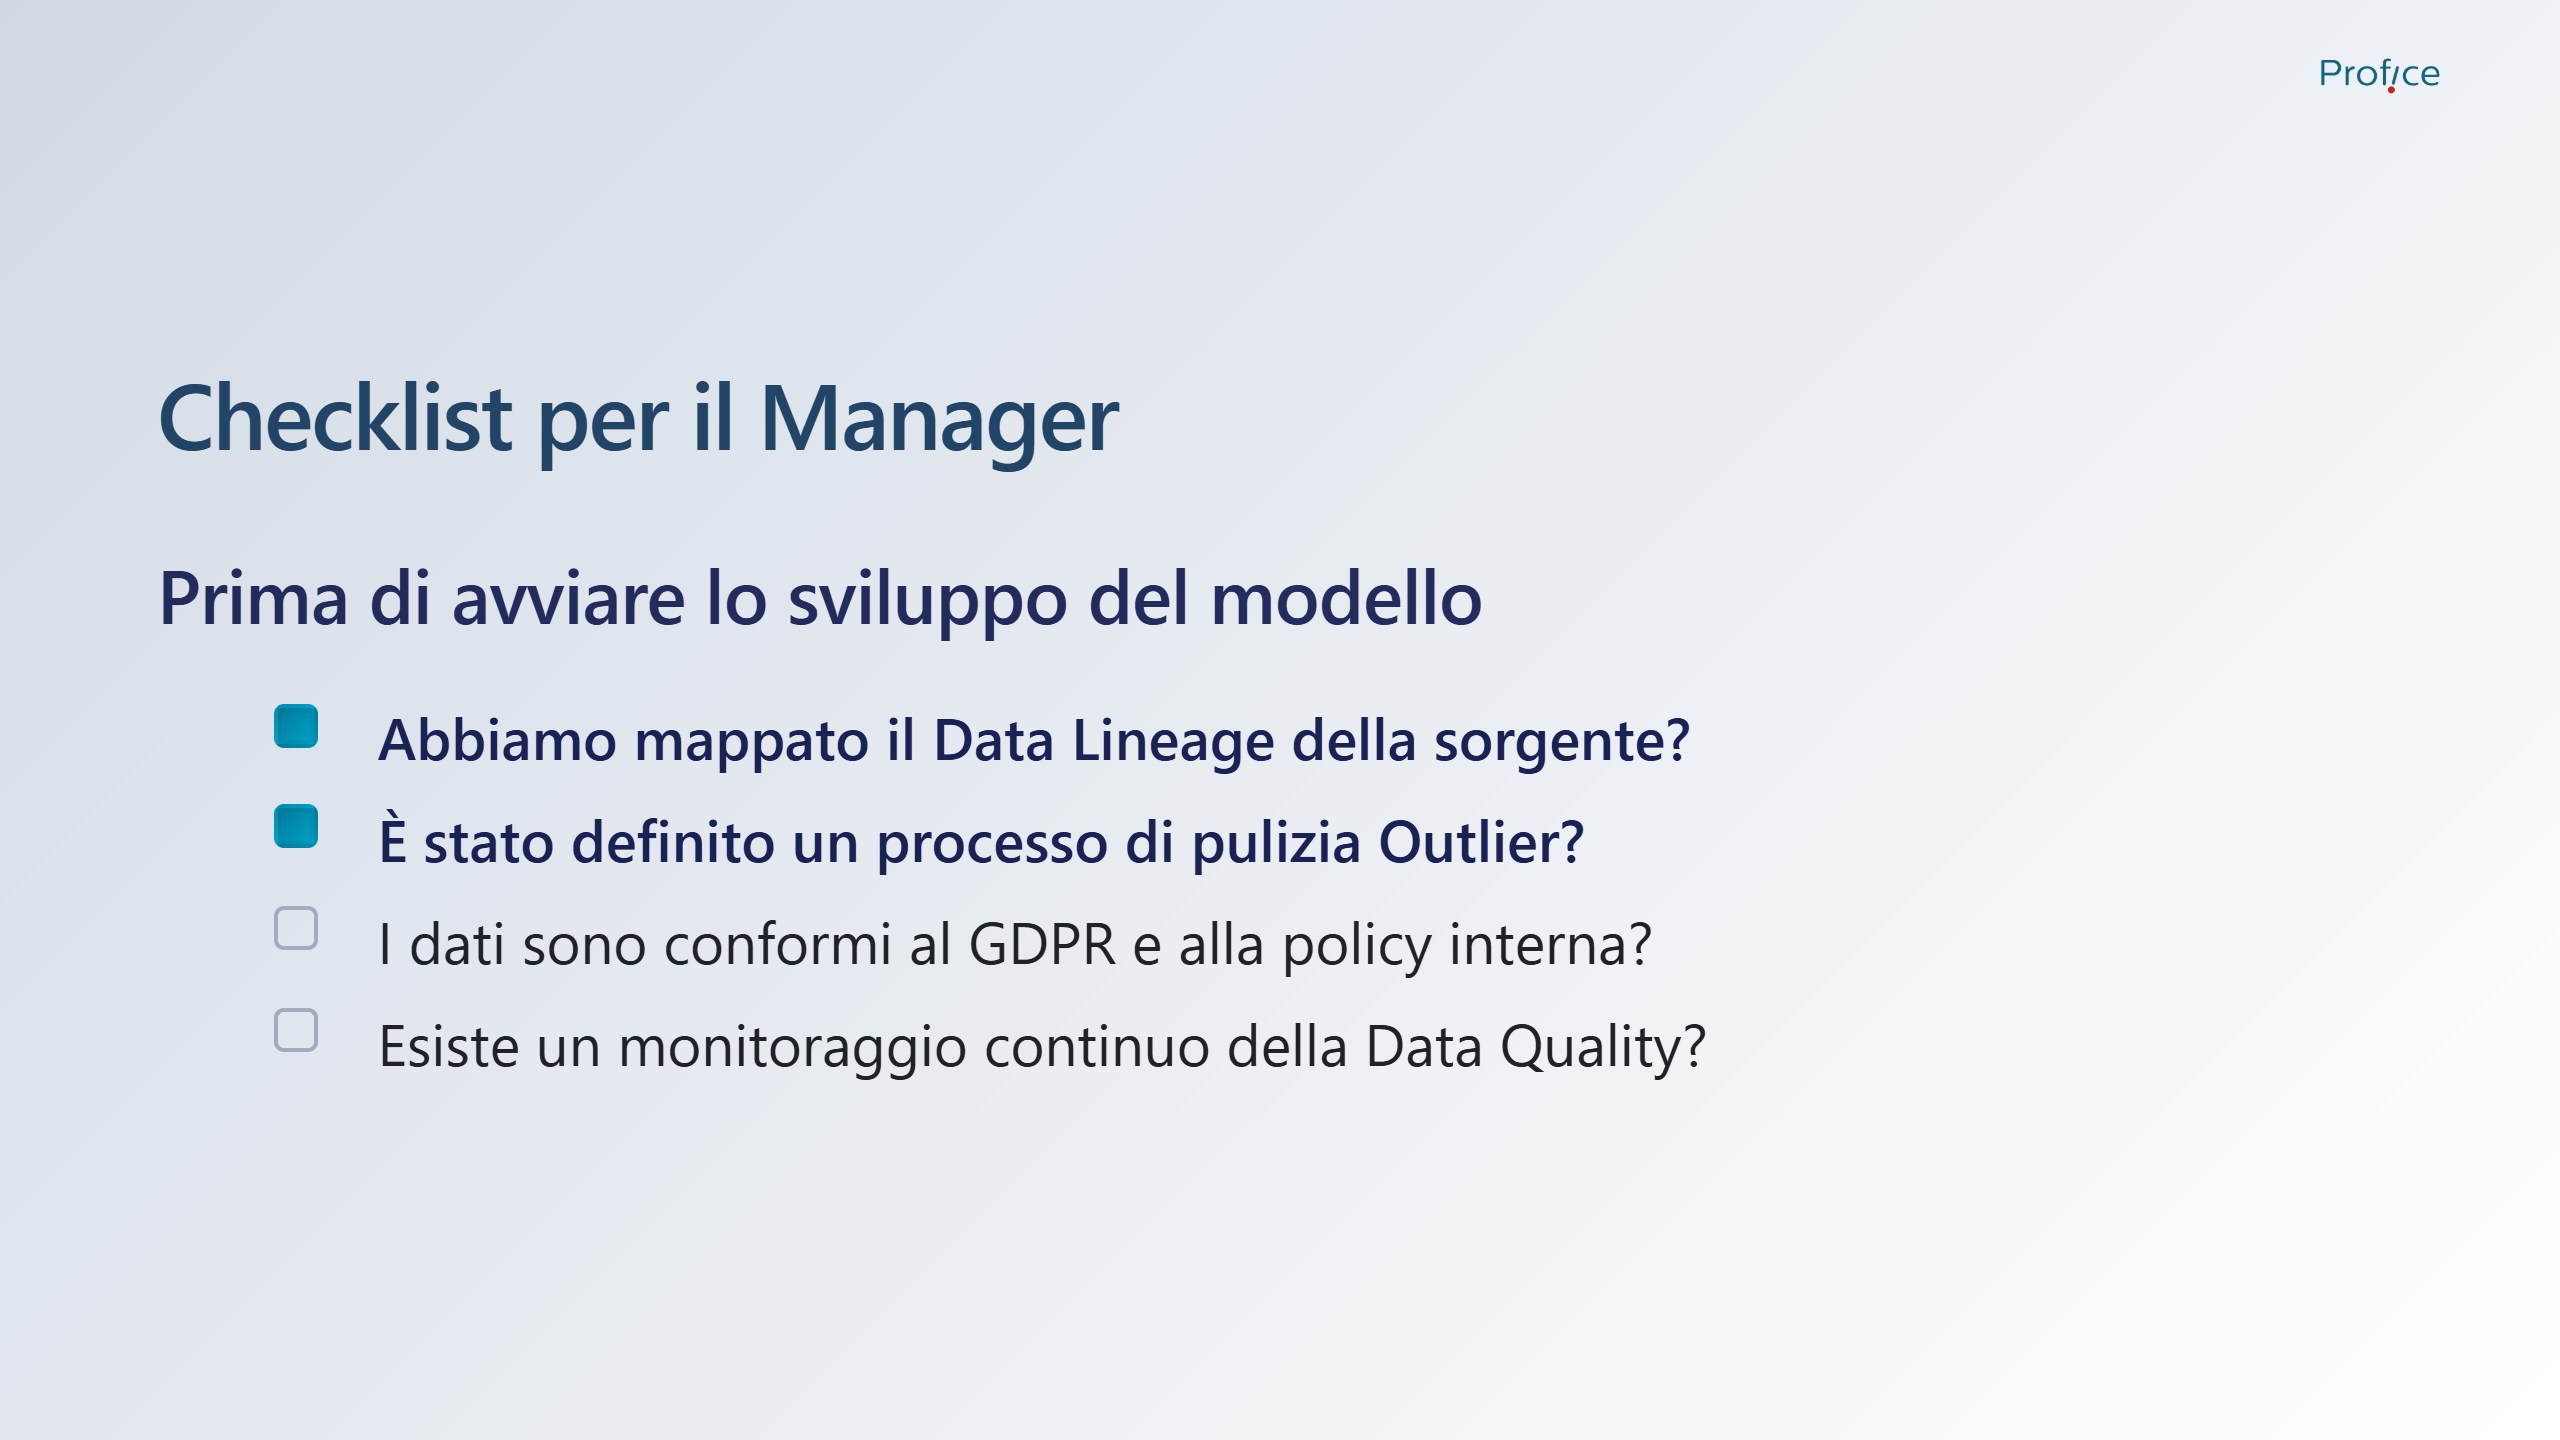 Profice
Checklist per il Manager
Prima di avviare lo sviluppo del modello
Abbiamo mappato il Data Lineage della sorgente?
È stato definito un processo di pulizia Outlier?
I dati sono conformi al GDPR e alla policy interna?
Esiste un monitoraggio continuo della Data Quality?